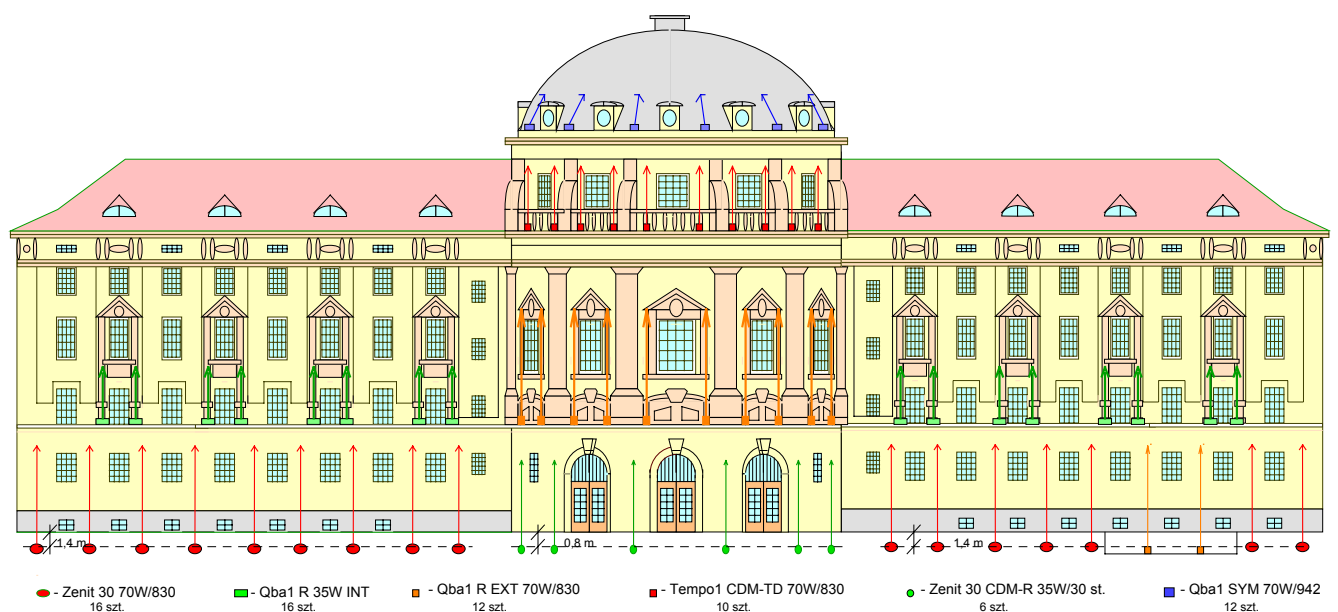 1,4 m
0,8 m
1,4 m
- Zenit 30 70W/830
16 szt.
- Qba1 R 35W INT
16 szt.
- Qba1 R EXT 70W/830
12 szt.
- Tempo1 CDM-TD 70W/830
10 szt.
- Zenit 30 CDM-R 35W/30 st.
6 szt.
- Qba1 SYM 70W/942
12 szt.